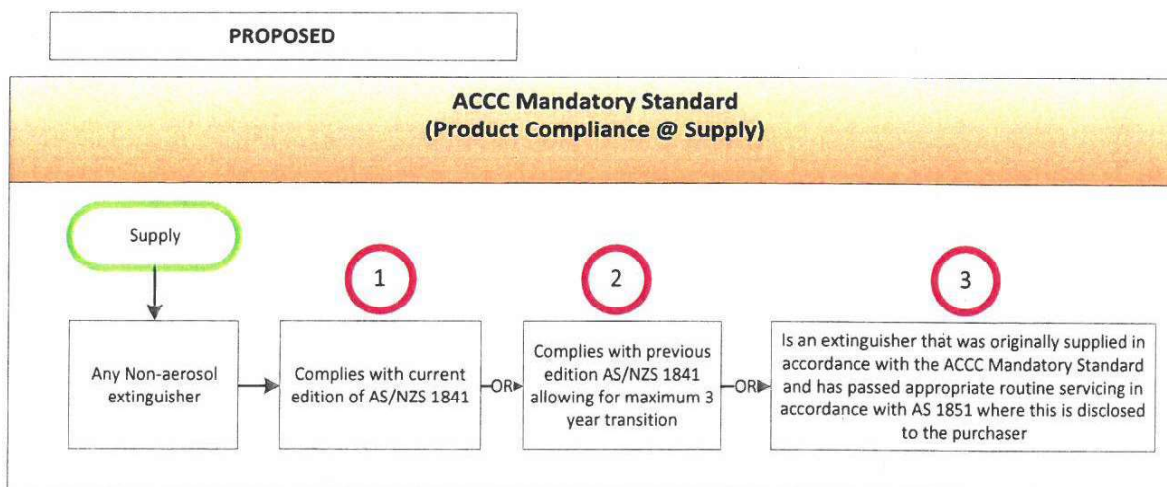 PROPOSED
ACCC Mandatory Standard
(Product Compliance @ Supply)
Supply
1
2
3
Any Non-aerosol
extinguisher
Complies with current
edition of AS/NZS 1841
OR
Complies with previous
edition AS/NZS 1841
allowing for maximum 3
year transition
OR
Is an extinguisher that was originally supplied in
accordance with the ACCC Mandatory Standard
and has passed appropriate routine servicing in
accordance with AS 1851 where this is disclosed
to the purchaser